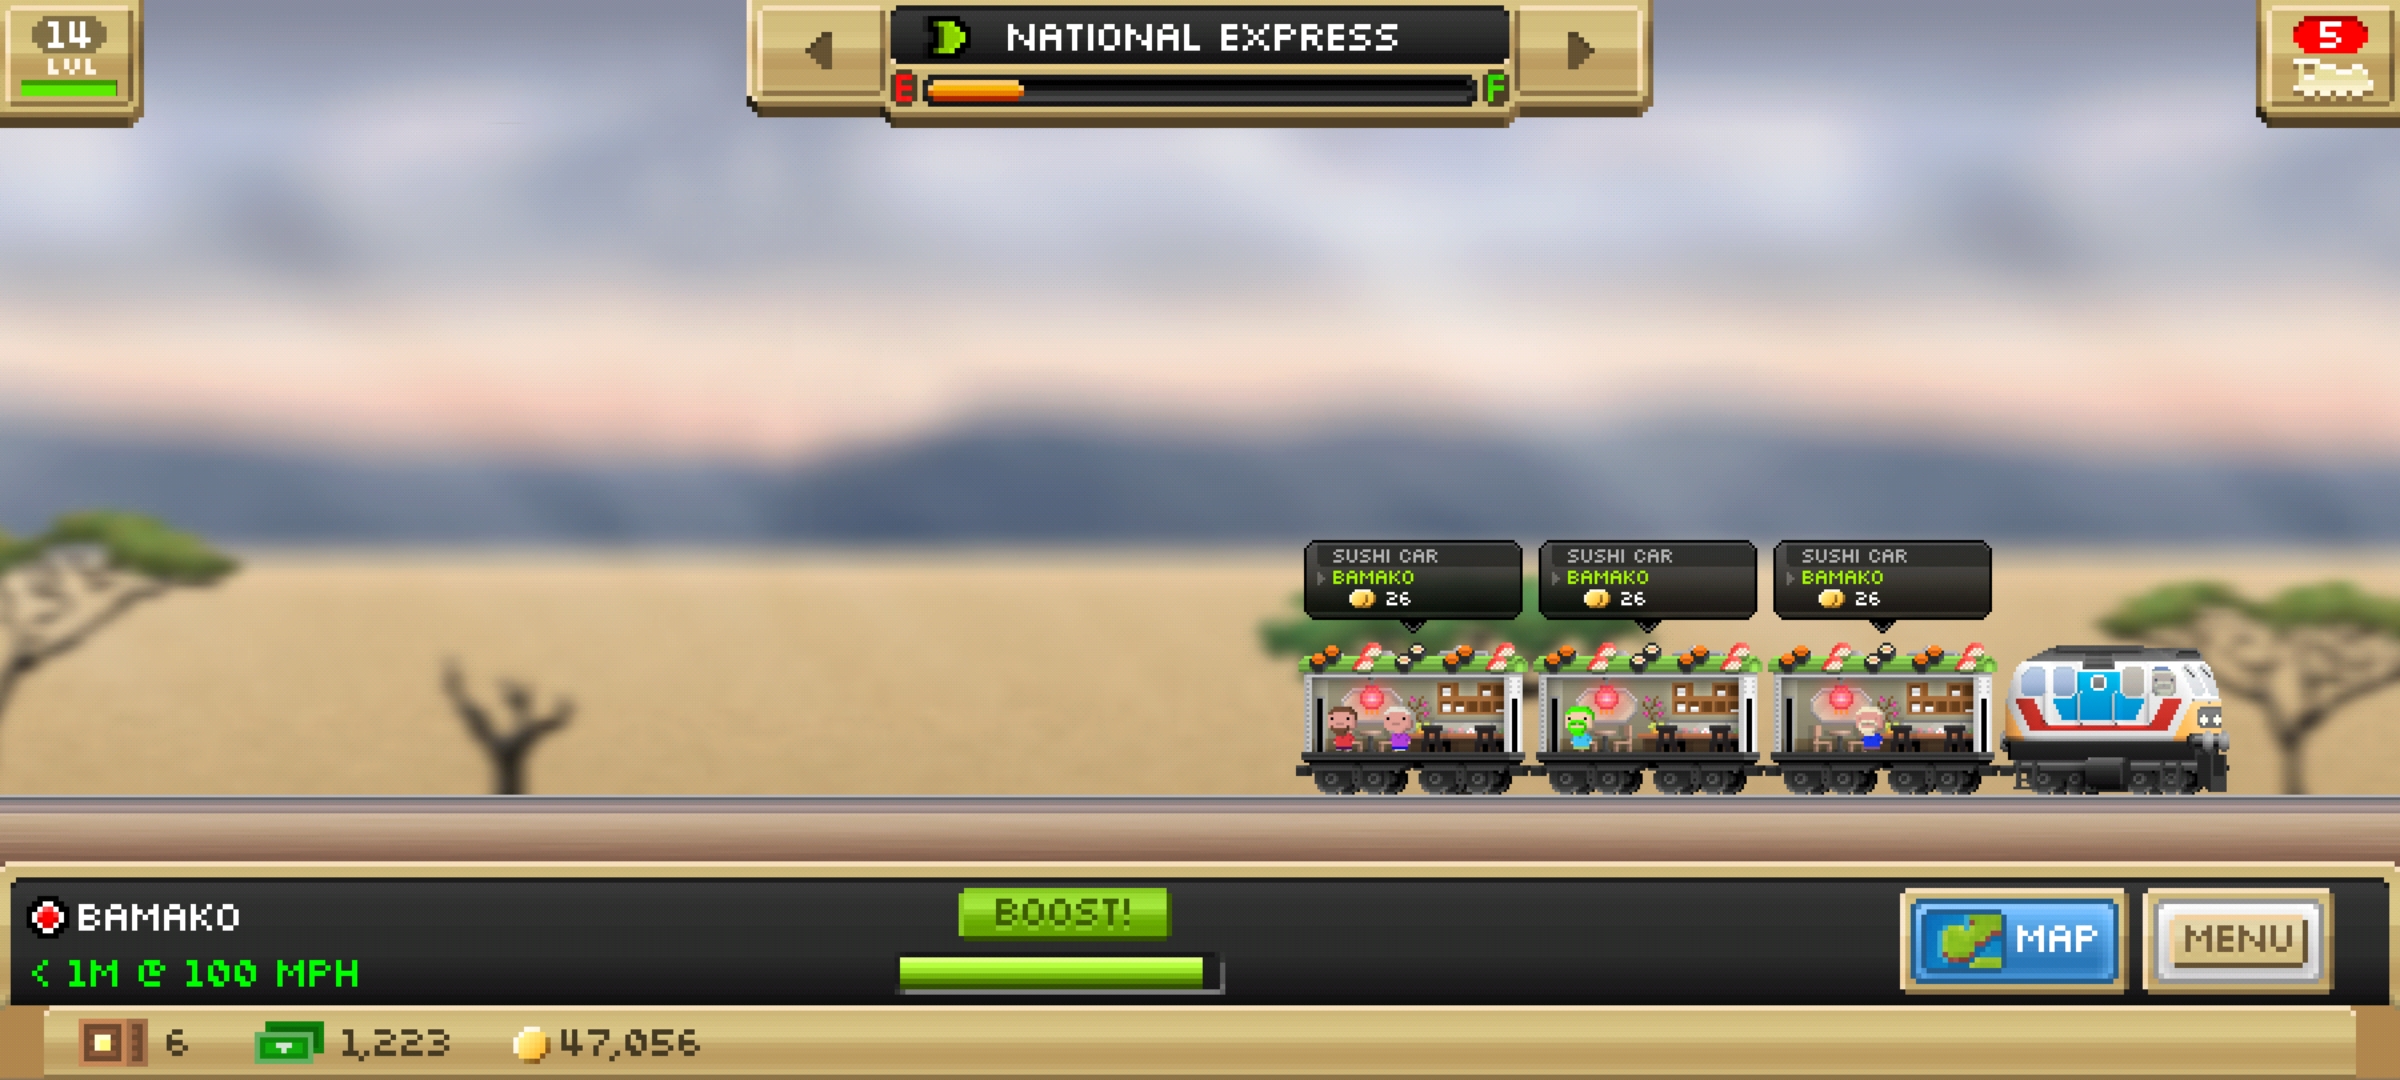 14
LVL
NATIONAL EXPRESS
E F
5
SUSHI CAR
BAMAKO
26
SUSHI CAR
BAMAKO
26
SUSHI CAR
BAMAKO
26
BAMAKO
< 1M @ 100 MPH
BOOST!
MAP
MENU
6 1,223 47,056